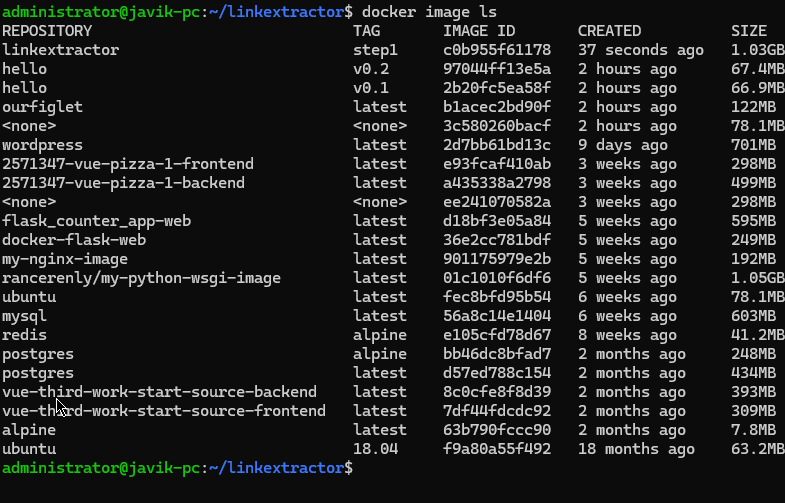 administrator@javik-pc:~/linkextractor$ docker image ls
REPOSITORY TAG IMAGE ID CREATED SIZE
linkextractor step1 c0b955f61178 37 seconds ago 1.03GB
hello v0.2 97044ff13e5a 2 hours ago 67.4MB
hello v0.1 2b20fc5ea58f 2 hours ago 66.9MB
ourfiglet latest b1acec2bd90f 2 hours ago 122MB
<none> <none> 3c580260bacf 2 hours ago 78.1MB
wordpress latest 2d7bb61bd13c 9 days ago 701MB
2571347-vue-pizza-1-frontend latest e93fcaf410ab 3 weeks ago 298MB
2571347-vue-pizza-1-backend latest a435338a2798 3 weeks ago 499MB
<none> <none> ee241070582a 3 weeks ago 298MB
flask_counter_app-web latest d18bf3e05a84 5 weeks ago 595MB
docker-flask-web latest 36e2cc781bdf 5 weeks ago 249MB
my-nginx-image latest 901175979e2b 5 weeks ago 192MB
rancerenly/my-python-wsgi-image latest 01c1010f6df6 5 weeks ago 1.05GB
ubuntu latest fec8bfd95b54 6 weeks ago 78.1MB
mysql latest 56a8c14e1404 6 weeks ago 603MB
redis alpine e105cfd78d67 8 weeks ago 41.2MB
postgres alpine bb46dc8bfad7 2 months ago 248MB
postgres latest d57ed788c154 2 months ago 434MB
vue-third-work-start-source-backend latest 8c0cfe8f8d39 2 months ago 393MB
vue-third-work-start-source-frontend latest 7df44fdcdc92 2 months ago 309MB
alpine latest 63b790fccc90 2 months ago 7.8MB
ubuntu 18.04 f9a80a55f492 18 months ago 63.2MB
administrator@javik-pc:~/linkextractor$